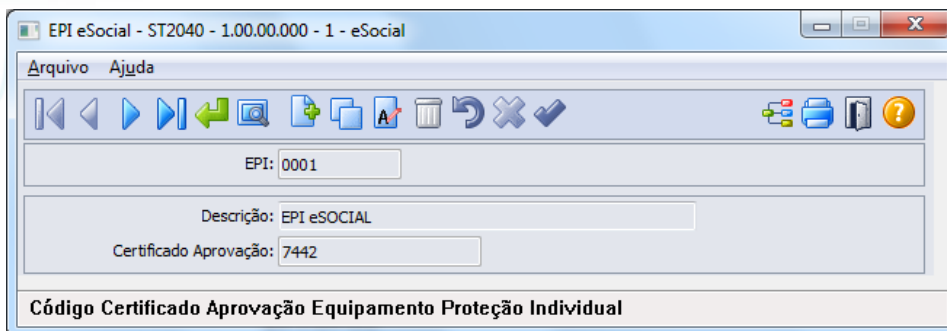 EPI eSocial - ST2040 - 1.00.00.000 - 1 - eSocial
Arquivo Ajuda
EPI: 0001
Descrição: EPI eSOCIAL
Certificado Aprovação: 7442
Código Certificado Aprovação Equipamento Proteção Individual